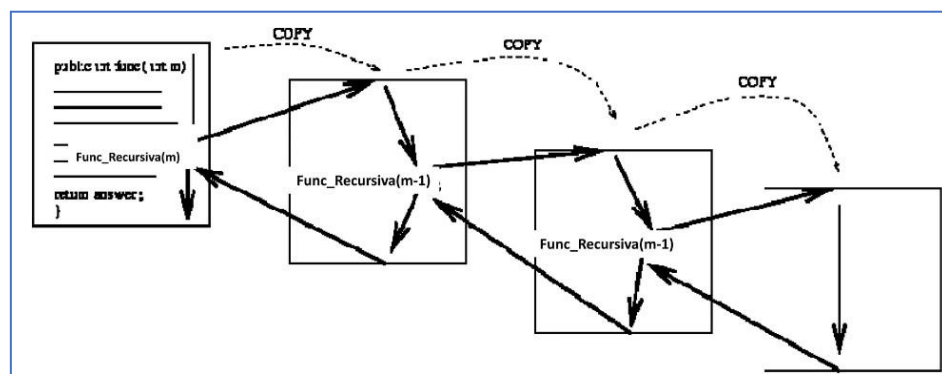 COPY
COPY
COPY
public int func( int m)
Func_Recursiva(m)
return answer;
}
Func_Recursiva(m-1)
Func_Recursiva(m-1)